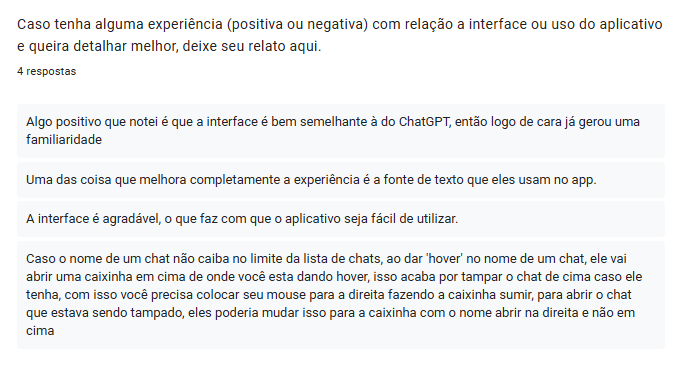 Caso tenha alguma experiência (positiva ou negativa) com relação a interface ou uso do aplicativo
e queira detalhar melhor, deixe seu relato aqui.
4 respostas
Algo positivo que notei é que a interface é bem semelhante à do ChatGPT, então logo de cara já gerou uma
familiaridade
Uma das coisa que melhora completamente a experiência é a fonte de texto que eles usam no app.
A interface é agradável, o que faz com que o aplicativo seja fácil de utilizar.
Caso o nome de um chat não caiba no limite da lista de chats, ao dar 'hover' no nome de um chat, ele vai
abrir uma caixinha em cima de onde você esta dando hover, isso acaba por tampar o chat de cima caso ele
tenha, com isso você precisa colocar seu mouse para a direita fazendo a caixinha sumir, para abrir o chat
que estava sendo tampado, eles poderia mudar isso para a caixinha com o nome abrir na direita e não em
cima